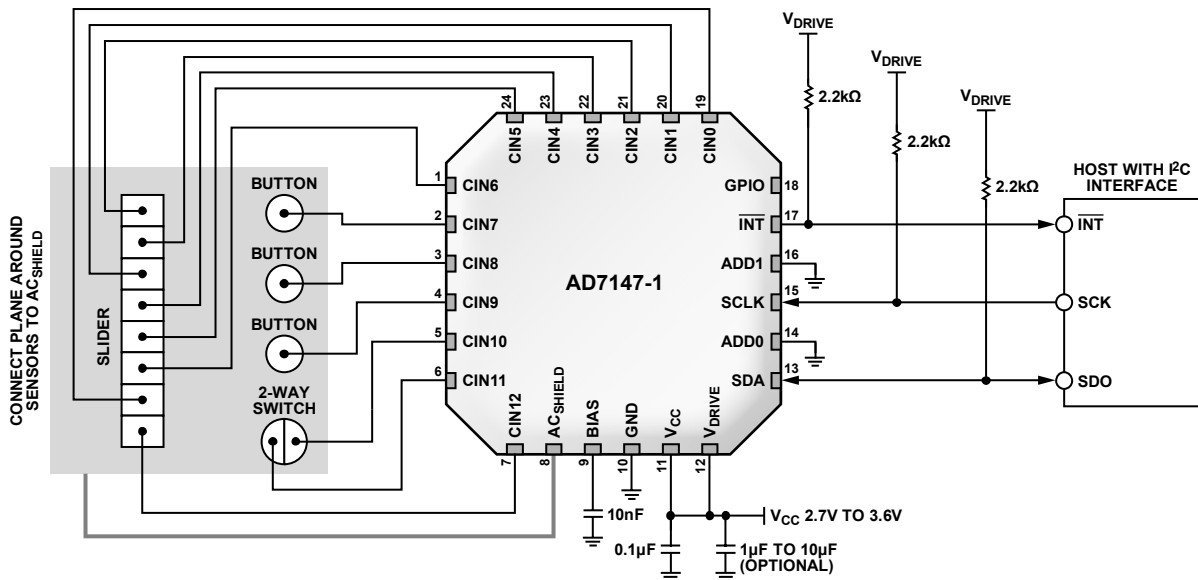 VDRIVE
VDRIVE
VDRIVE
2.2kΩ
2.2kΩ
2.2kΩ
24
23
22
21
20
19
CIN5
CIN4
CIN3
CIN2
CIN1
CIN0
CONNECT PLANE AROUND
SENSORS TO ACSHIELD
SLIDER
BUTTON
BUTTON
BUTTON
2-WAY
SWITCH
1
CIN6
2
CIN7
3
CIN8
4
CIN9
5
CIN10
6
CIN11
AD7147-1
GPIO
18
INT
17
ADD1
16
SCLK
15
ADD0
14
SDA
13
HOST WITH I²C
INTERFACE
INT
SCK
SDO
CIN12
ACSHIELD
BIAS
GND
VCC
VDRIVE
7
8
9
10
11
12
10nF
VCC 2.7V TO 3.6V
0.1µF
1µF TO 10µF
(OPTIONAL)